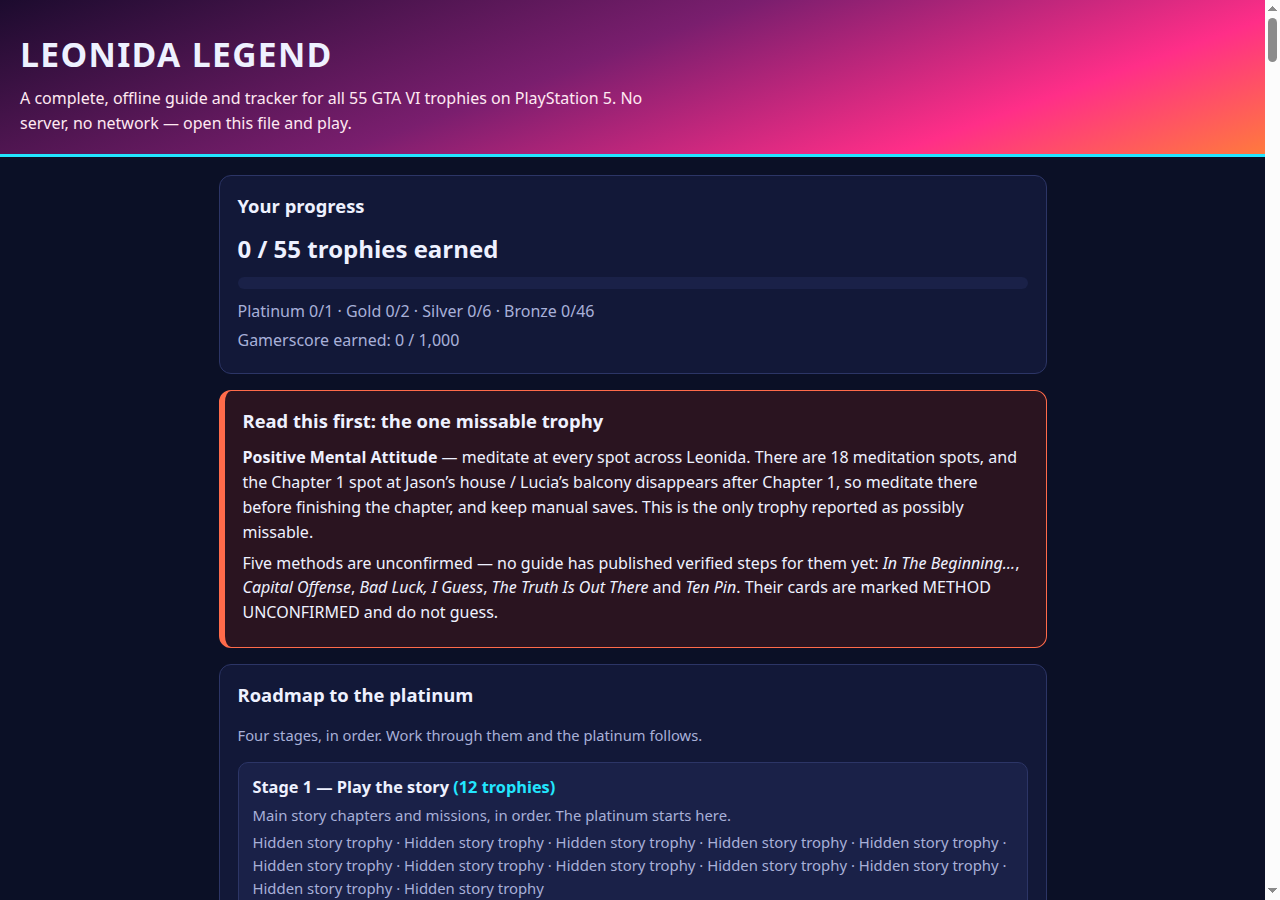 LEONIDA LEGEND
A complete, offline guide and tracker for all 55 GTA VI trophies on PlayStation 5. No
server, no network — open this file and play.
Your progress
0 / 55 trophies earned
Platinum 0/1 · Gold 0/2 · Silver 0/6 · Bronze 0/46
Gamerscore earned: 0 / 1,000
Read this first: the one missable trophy
Positive Mental Attitude — meditate at every spot across Leonida. There are 18 meditation spots, and
the Chapter 1 spot at Jason’s house / Lucia’s balcony disappears after Chapter 1, so meditate there
before finishing the chapter, and keep manual saves. This is the only trophy reported as possibly
missable.
Five methods are unconfirmed — no guide has published verified steps for them yet: In The Beginning…,
Capital Offense, Bad Luck, I Guess, The Truth Is Out There and Ten Pin. Their cards are marked METHOD
UNCONFIRMED and do not guess.
Roadmap to the platinum
Four stages, in order. Work through them and the platinum follows.
Stage 1 — Play the story (12 trophies)
Main story chapters and missions, in order. The platinum starts here.
Hidden story trophy · Hidden story trophy · Hidden story trophy · Hidden story trophy · Hidden story trophy ·
Hidden story trophy · Hidden story trophy · Hidden story trophy · Hidden story trophy · Hidden story trophy ·
Hidden story trophy · Hidden story trophy